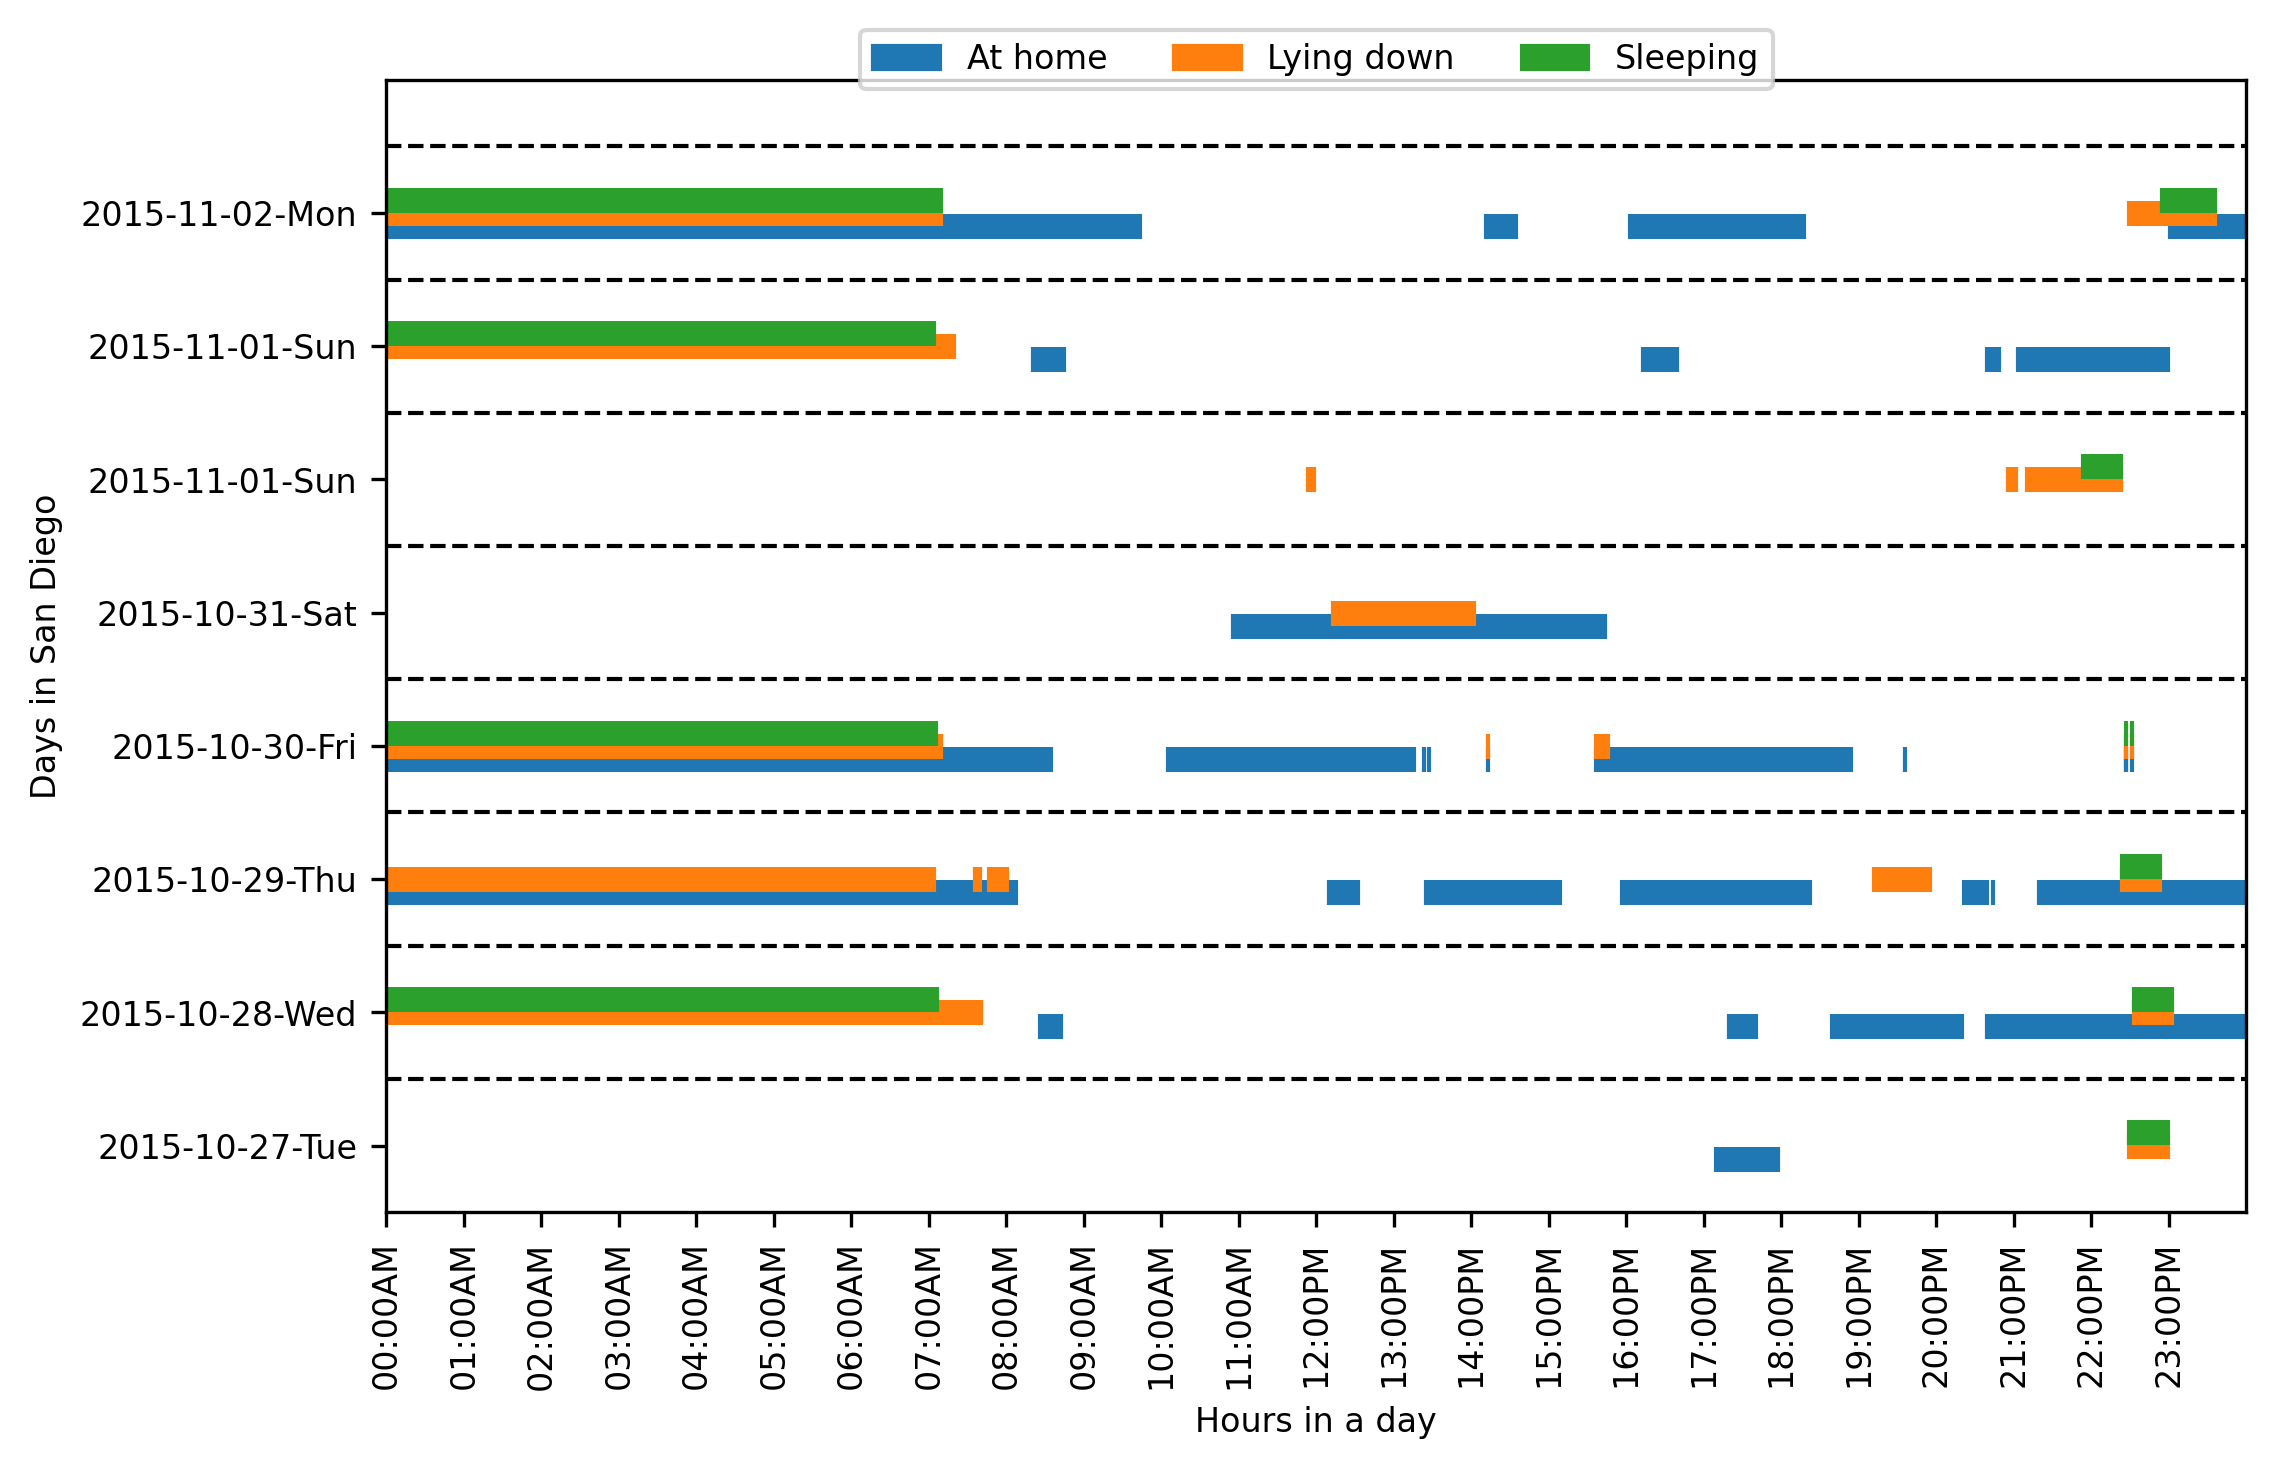 At home Lying down Sleeping
2015-11-02-Mon
2015-11-01-Sun
2015-11-01-Sun
2015-10-31-Sat
2015-10-30-Fri
2015-10-29-Thu
2015-10-28-Wed
2015-10-27-Tue
Days in San Diego
00:00AM
01:00AM
02:00AM
03:00AM
04:00AM
05:00AM
06:00AM
07:00AM
08:00AM
09:00AM
10:00AM
11:00AM
12:00PM
13:00PM
14:00PM
15:00PM
16:00PM
17:00PM
18:00PM
19:00PM
20:00PM
21:00PM
22:00PM
23:00PM
Hours in a day